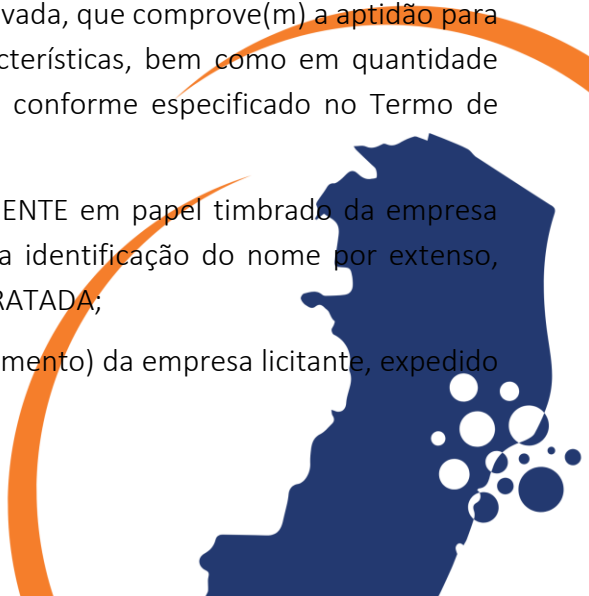 vada, que comprove(m) a aptidão para
cterísticas, bem como em quantidade
conforme especificado no Termo de
ENTE em papel timbrado da empresa
a identificação do nome por extenso,
RATADA;
mento) da empresa licitante, expedido